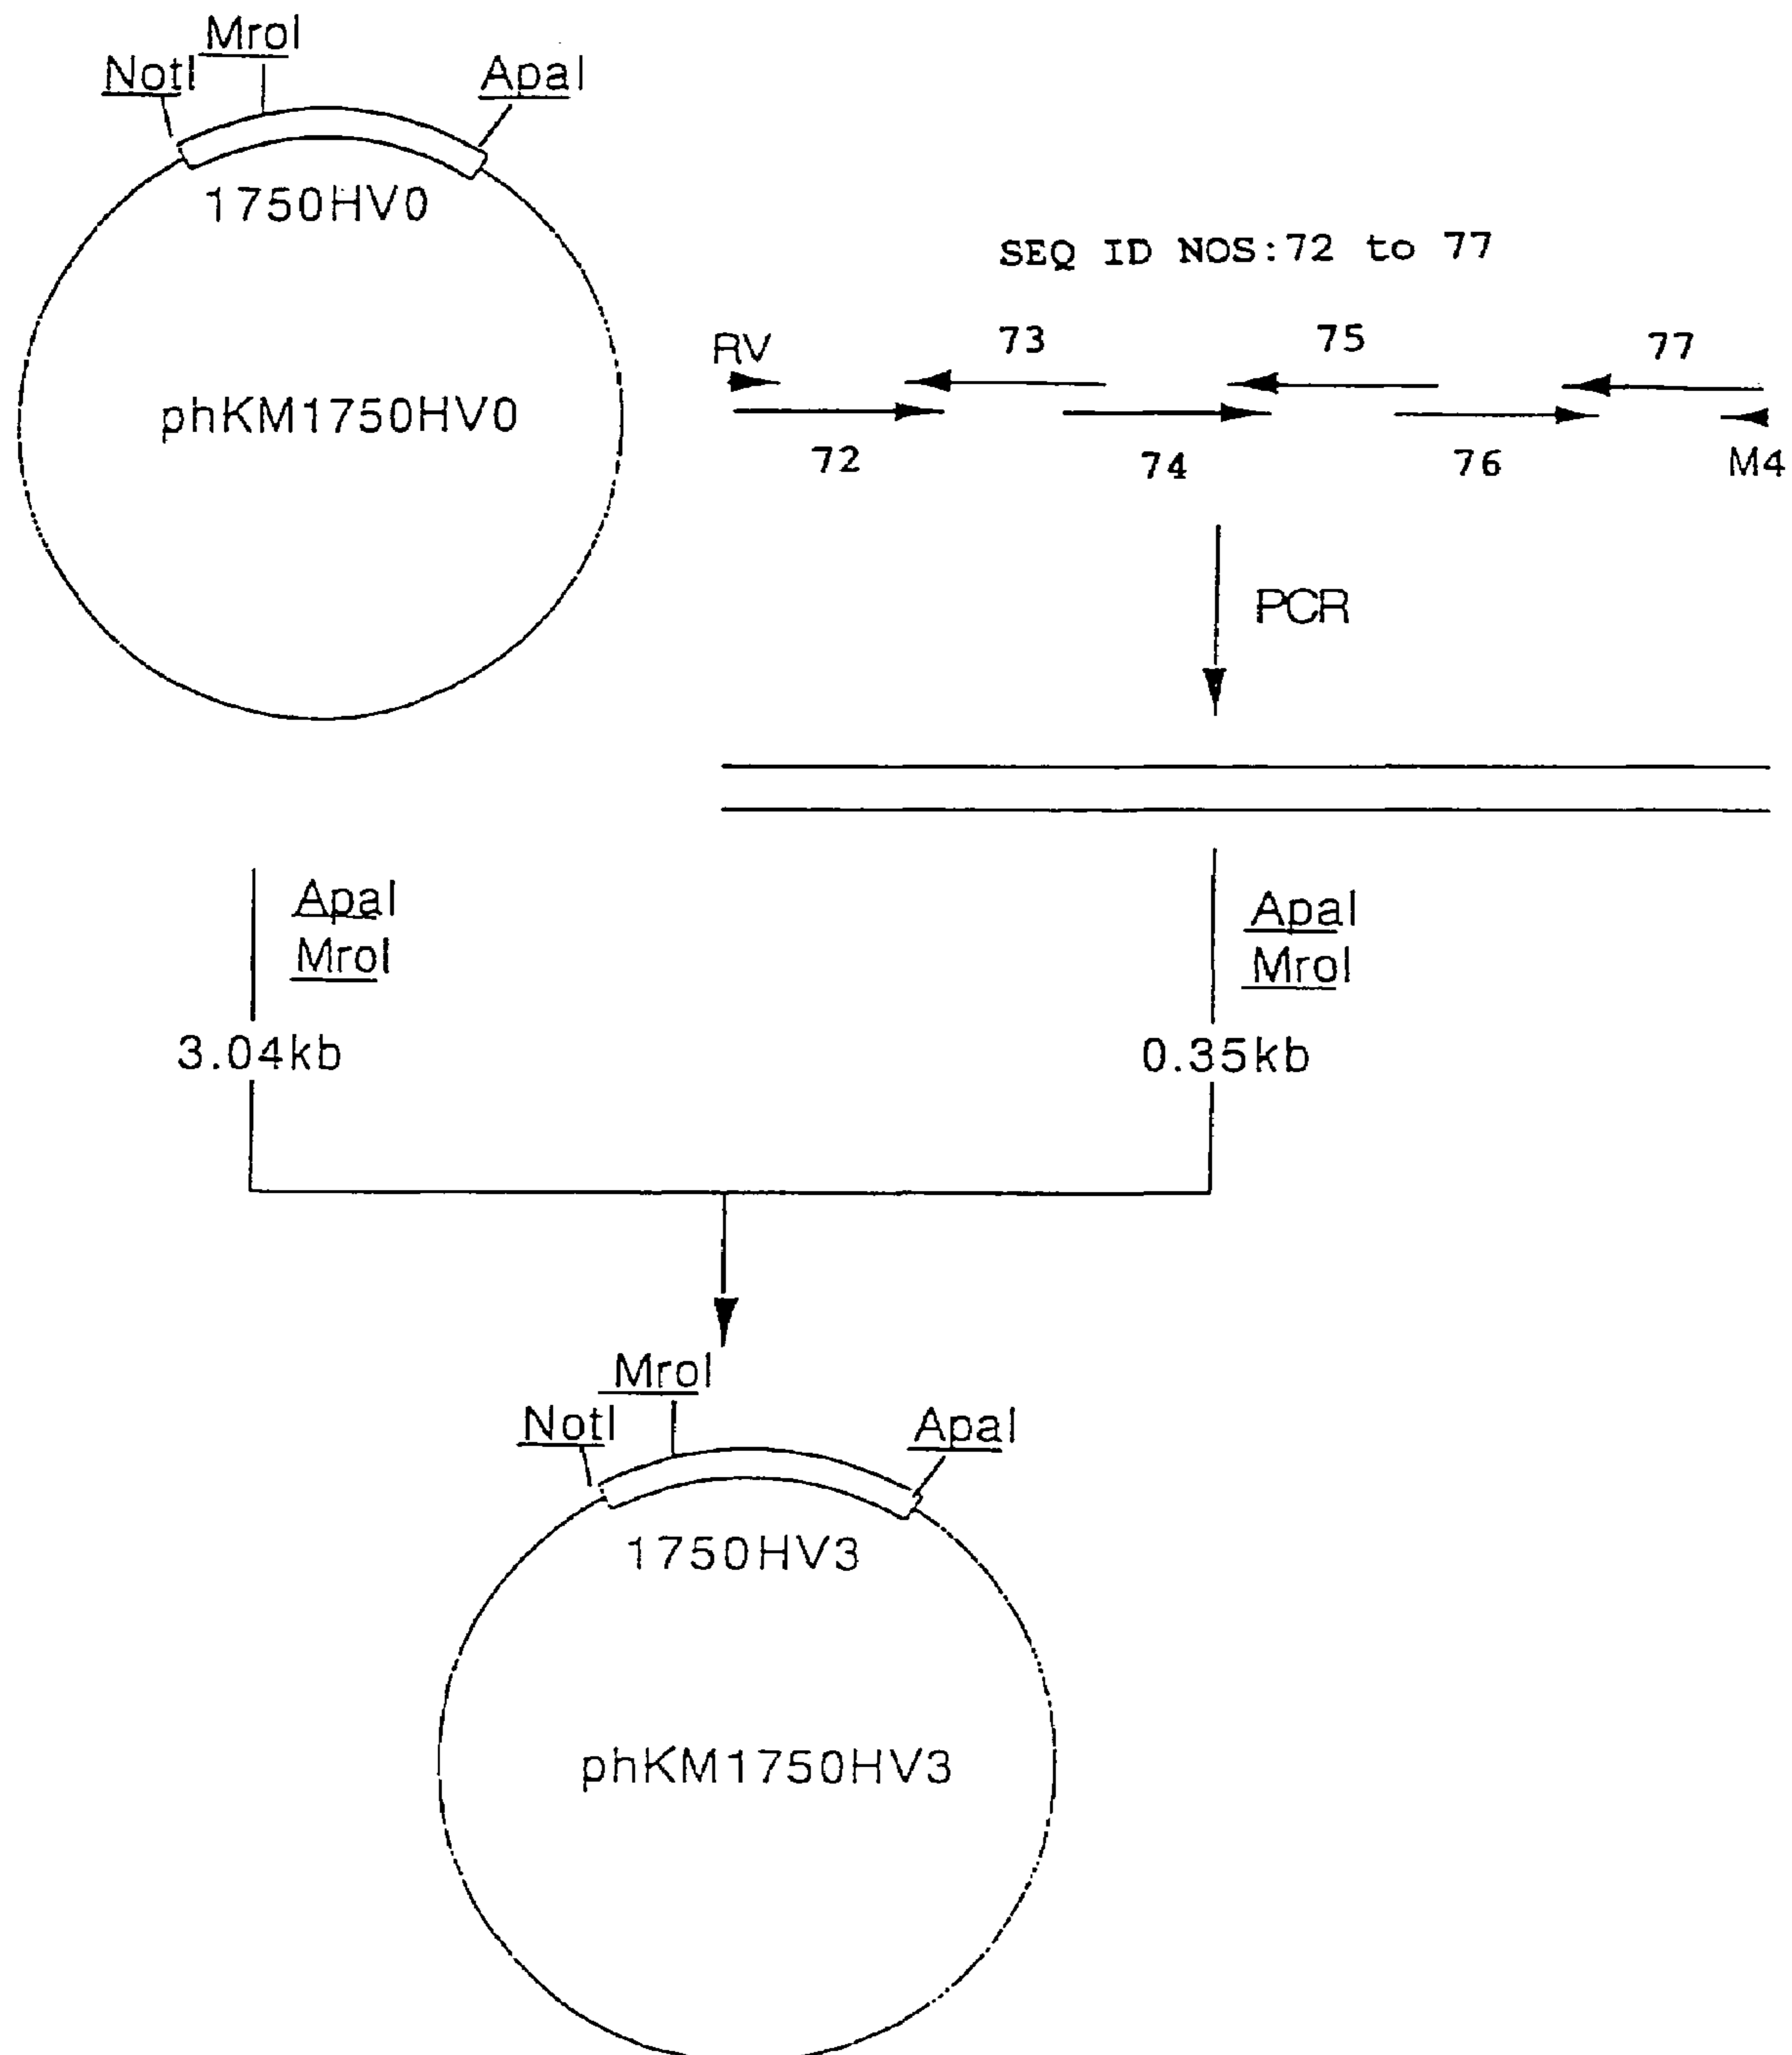 MroI
NotI
ApaI
1750HV0
phKM1750HV0
SEQ ID NOS:72 to 77
RV
73
75
77
72
74
76
M4
PCR
ApaI
MroI
3.04kb
ApaI
MroI
0.35kb
MroI
NotI
ApaI
1750HV3
phKM1750HV3